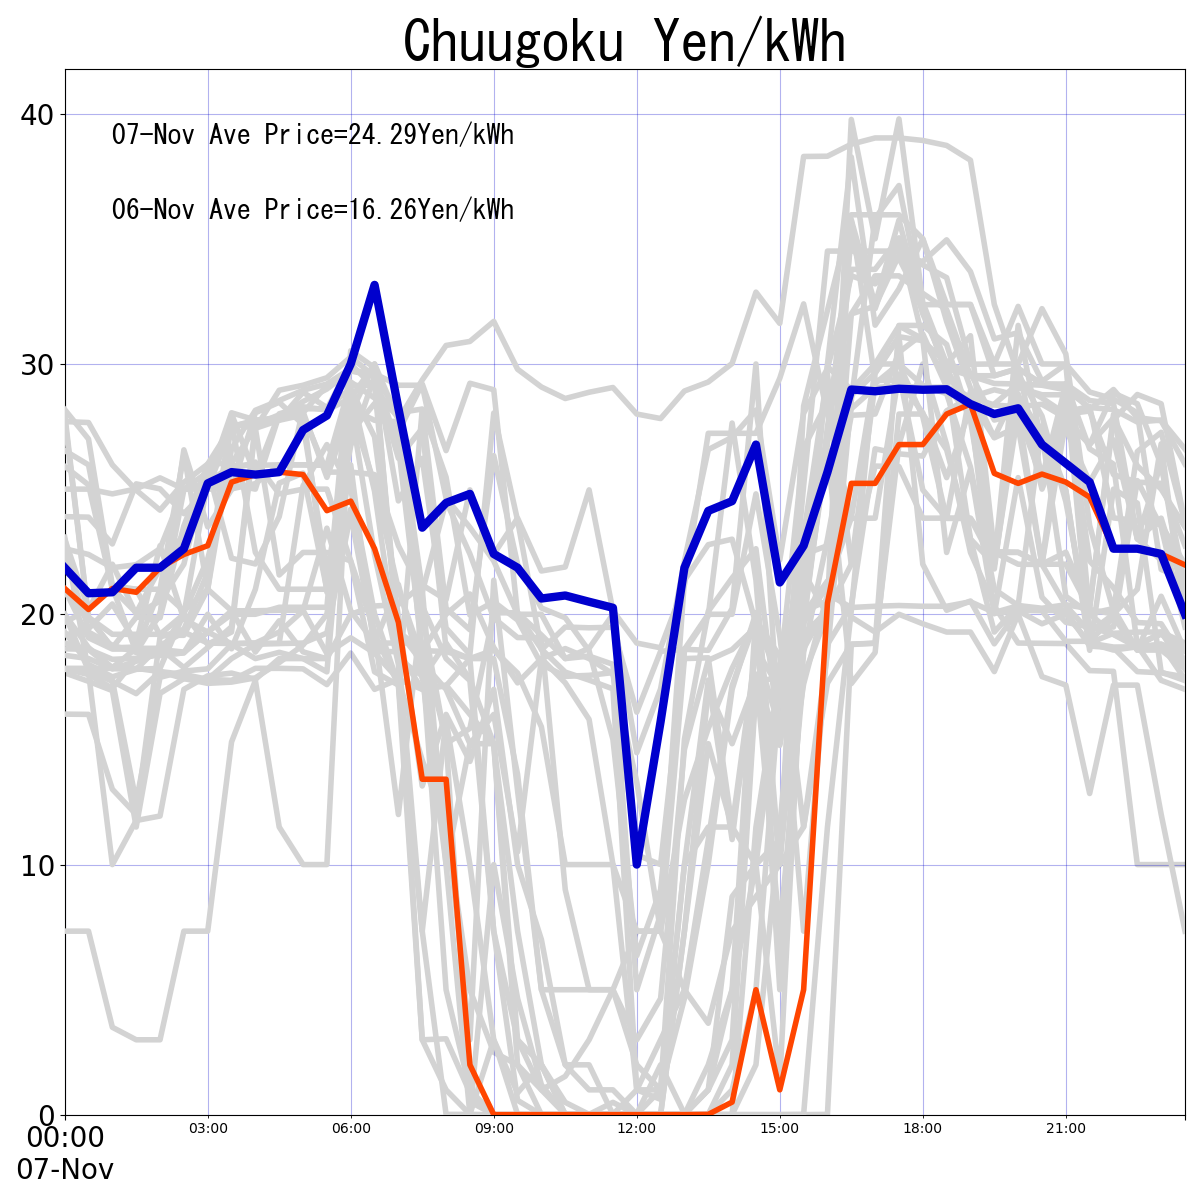 Chuugoku Yen/kWh
40
07-Nov Ave Price=24.29Yen/kWh
06-Nov Ave Price=16.26Yen/kWh
30
20
10
0
00:00 03:00 06:00 09:00 12:00 15:00 18:00 21:00
07-Nov